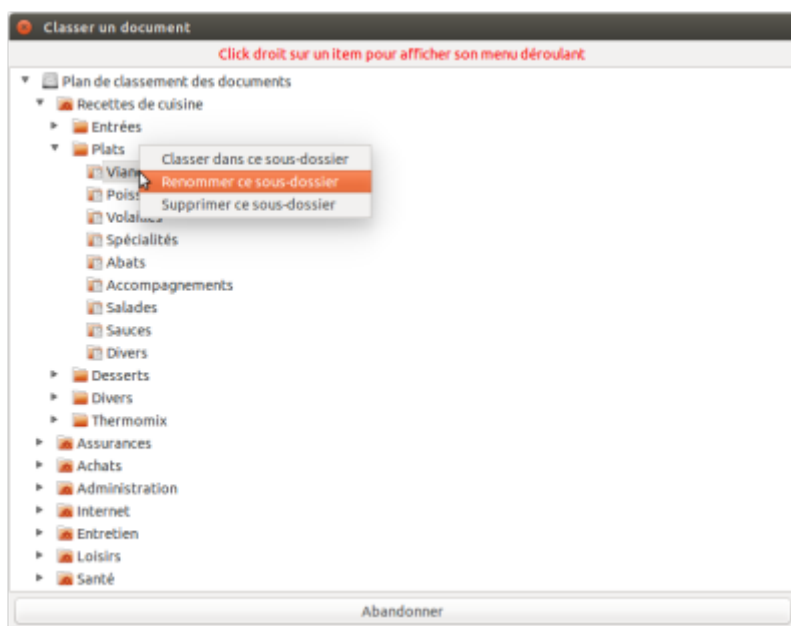 Classer un document
Click droit sur un item pour afficher son menu déroulant
Plan de classement des documents
Recettes de cuisine
Entrées
Plats
Classer dans ce sous-dossier
Renommer ce sous-dossier
Supprimer ce sous-dossier
Spécialités
Abats
Accompagnements
Salades
Sauces
Divers
Desserts
Divers
Thermomix
Assurances
Achats
Administration
Internet
Entretien
Loisirs
Santé
Abandonner